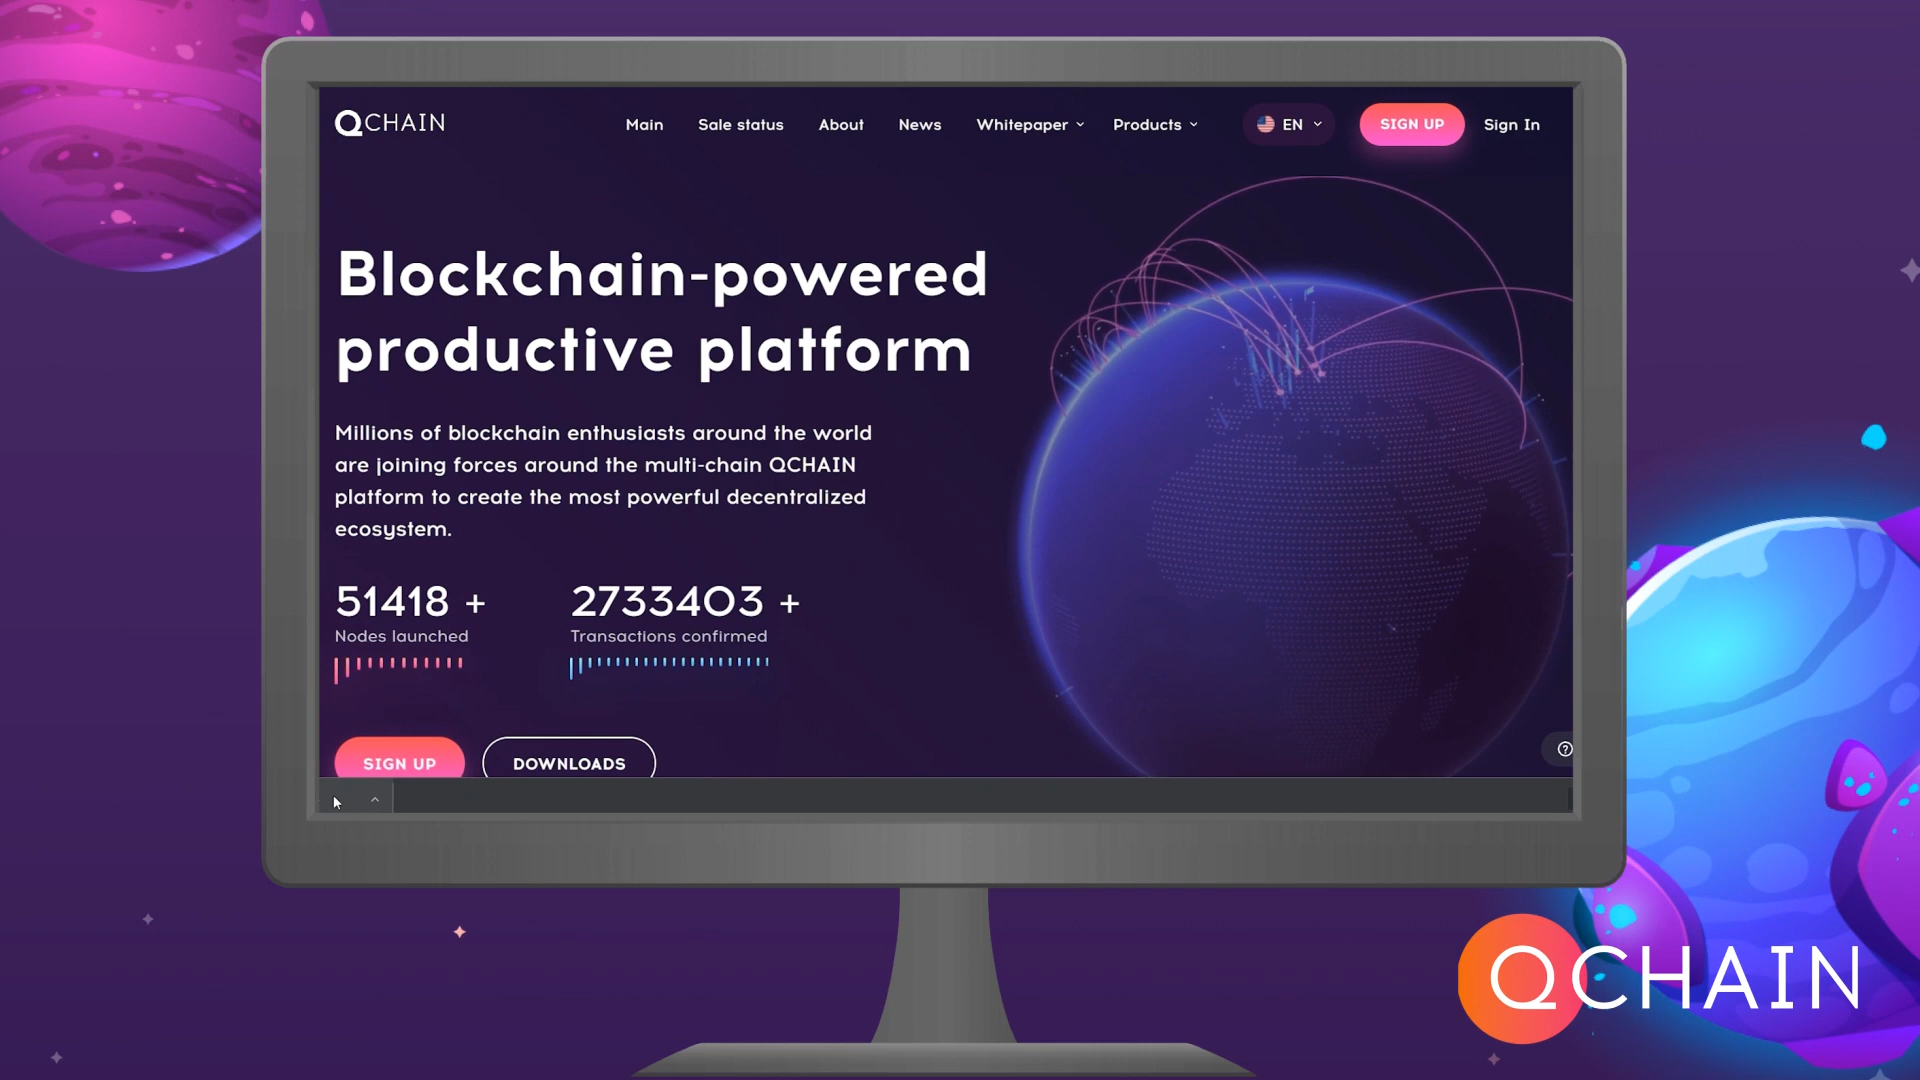 QCHAIN
Main Sale status About News Whitepaper Products EN SIGN UP Sign In
Blockchain-powered
productive platform
Millions of blockchain enthusiasts around the world
are joining forces around the multi-chain QCHAIN
platform to create the most powerful decentralized
ecosystem.
51418 + 2733403 +
Nodes launched Transactions confirmed
SIGN UP DOWNLOADS
QCHAIN